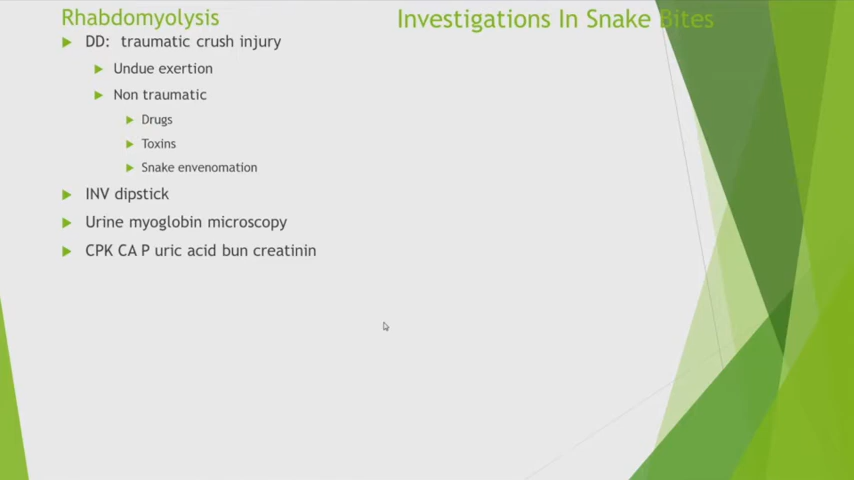 Rhabdomyolysis
DD: traumatic crush injury
Undue exertion
Non traumatic
Drugs
Toxins
Snake envenomation
INV dipstick
Urine myoglobin microscopy
CPK CA P uric acid bun creatinin
Investigations In Snake Bites